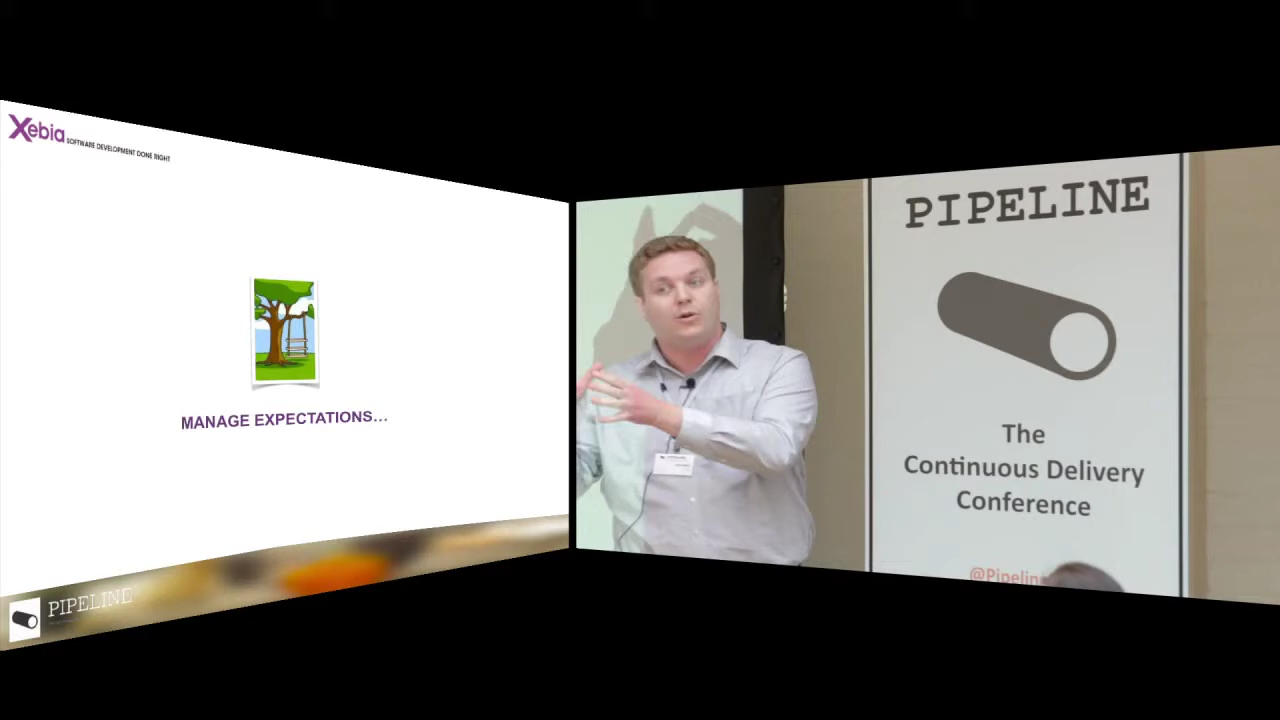 Xebia SOFTWARE DEVELOPMENT DONE RIGHT
MANAGE EXPECTATIONS...
PIPELINE
PIPELINE
The
Continuous Delivery
Conference